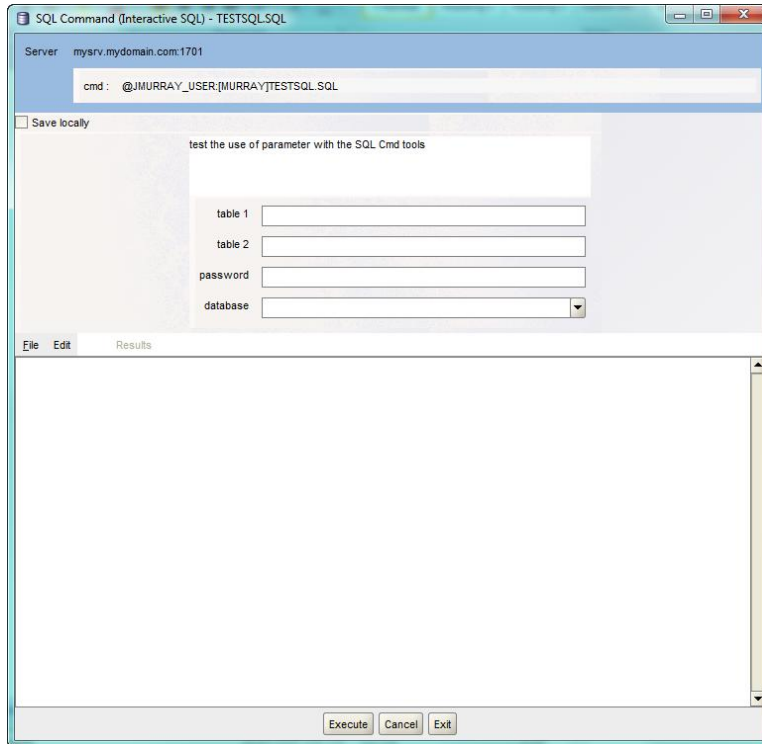 SQL Command (Interactive SQL) - TESTSQL.SQL
Server mysrv.mydomain.com:1701
cmd : @JMURRAY_USER:[MURRAY]TESTSQL.SQL
Save locally
test the use of parameter with the SQL Cmd tools
table 1
table 2
password
database
File Edit Results
Execute Cancel Exit